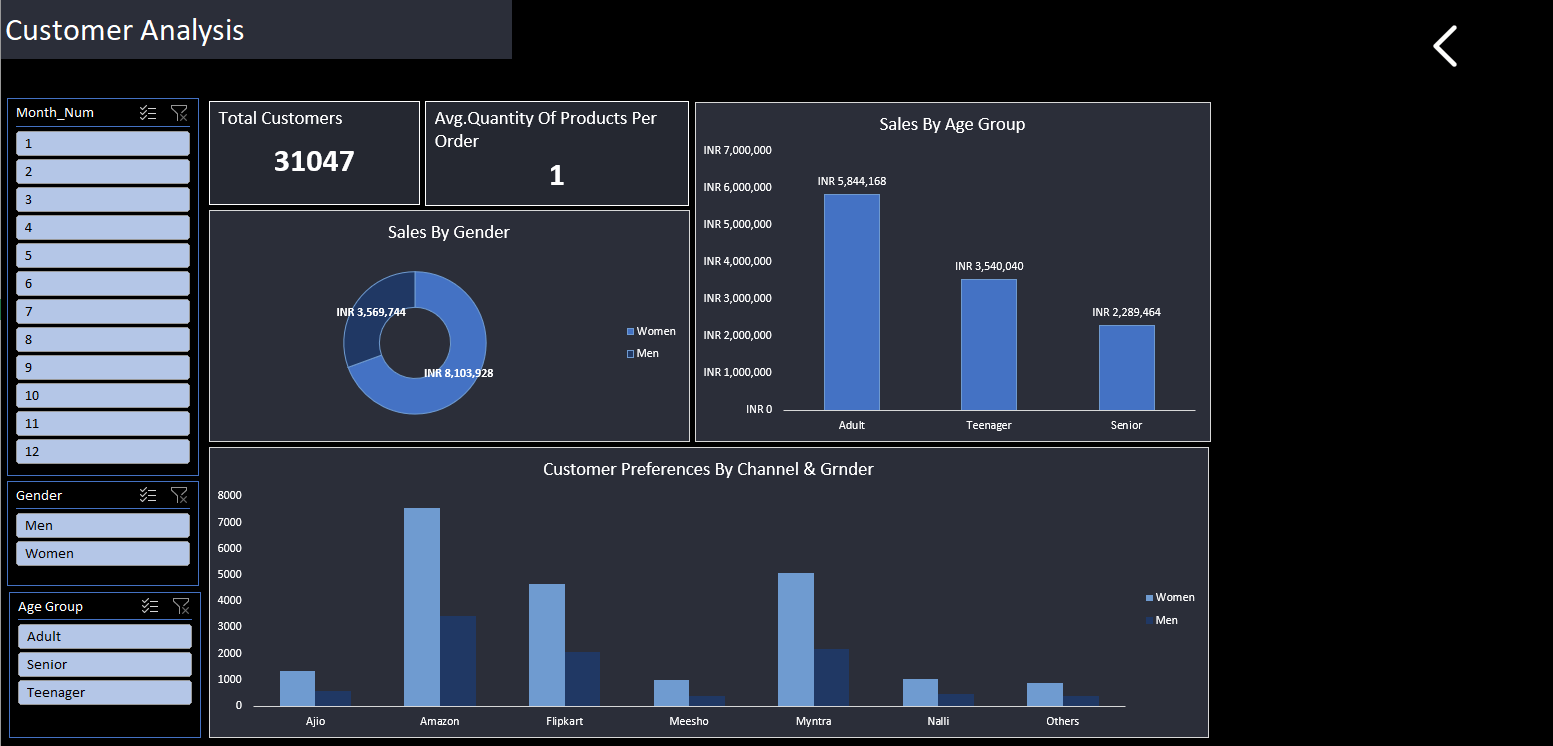 Customer Analysis
Month_Num
1
2
3
4
5
6
7
8
9
10
11
12
Gender
Men
Women
Age Group
Adult
Senior
Teenager
Total Customers
31047
Avg.Quantity Of Products Per
Order
1
Sales By Gender
INR 3,569,744
INR 8,103,928
Women
Men
Sales By Age Group
INR 7,000,000
INR 6,000,000
INR 5,000,000
INR 4,000,000
INR 3,000,000
INR 2,000,000
INR 1,000,000
INR 0
INR 5,844,168
INR 3,540,040
INR 2,289,464
Adult Teenager Senior
Customer Preferences By Channel & Grnder
8000
7000
6000
5000
4000
3000
2000
1000
0
Ajio Amazon Flipkart Meesho Myntra Nalli Others
Women
Men